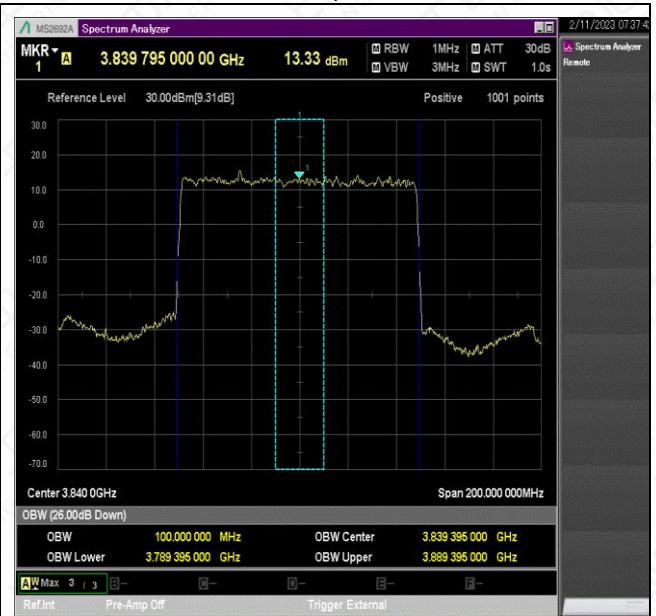 MS2692A Spectrum Analyzer
2/11/2023 07:37:42
MKR A 3.839 795 000 00 GHz 13.33 dBm M RBW 1MHz M ATT 30dB
1 M VBW 3MHz M SWT 1.0s
Spectrum Analyzer
Remote
Reference Level 30.00dBm[9.31dB] Positive 1001 points
1
30.0
20.0
1
10.0
0.0
-10.0
-20.0
-30.0
-40.0
-50.0
-60.0
-70.0
Center 3.840 0GHz Span 200.000 000MHz
OBW (26.00dB Down)
OBW 100.000 000 MHz OBW Center 3.839 395 000 GHz
OBW Lower 3.789 395 000 GHz OBW Upper 3.889 395 000 GHz
A W Max 3 / 3 B- C- D- E- F-
Ref.Int Pre-Amp Off Trigger External